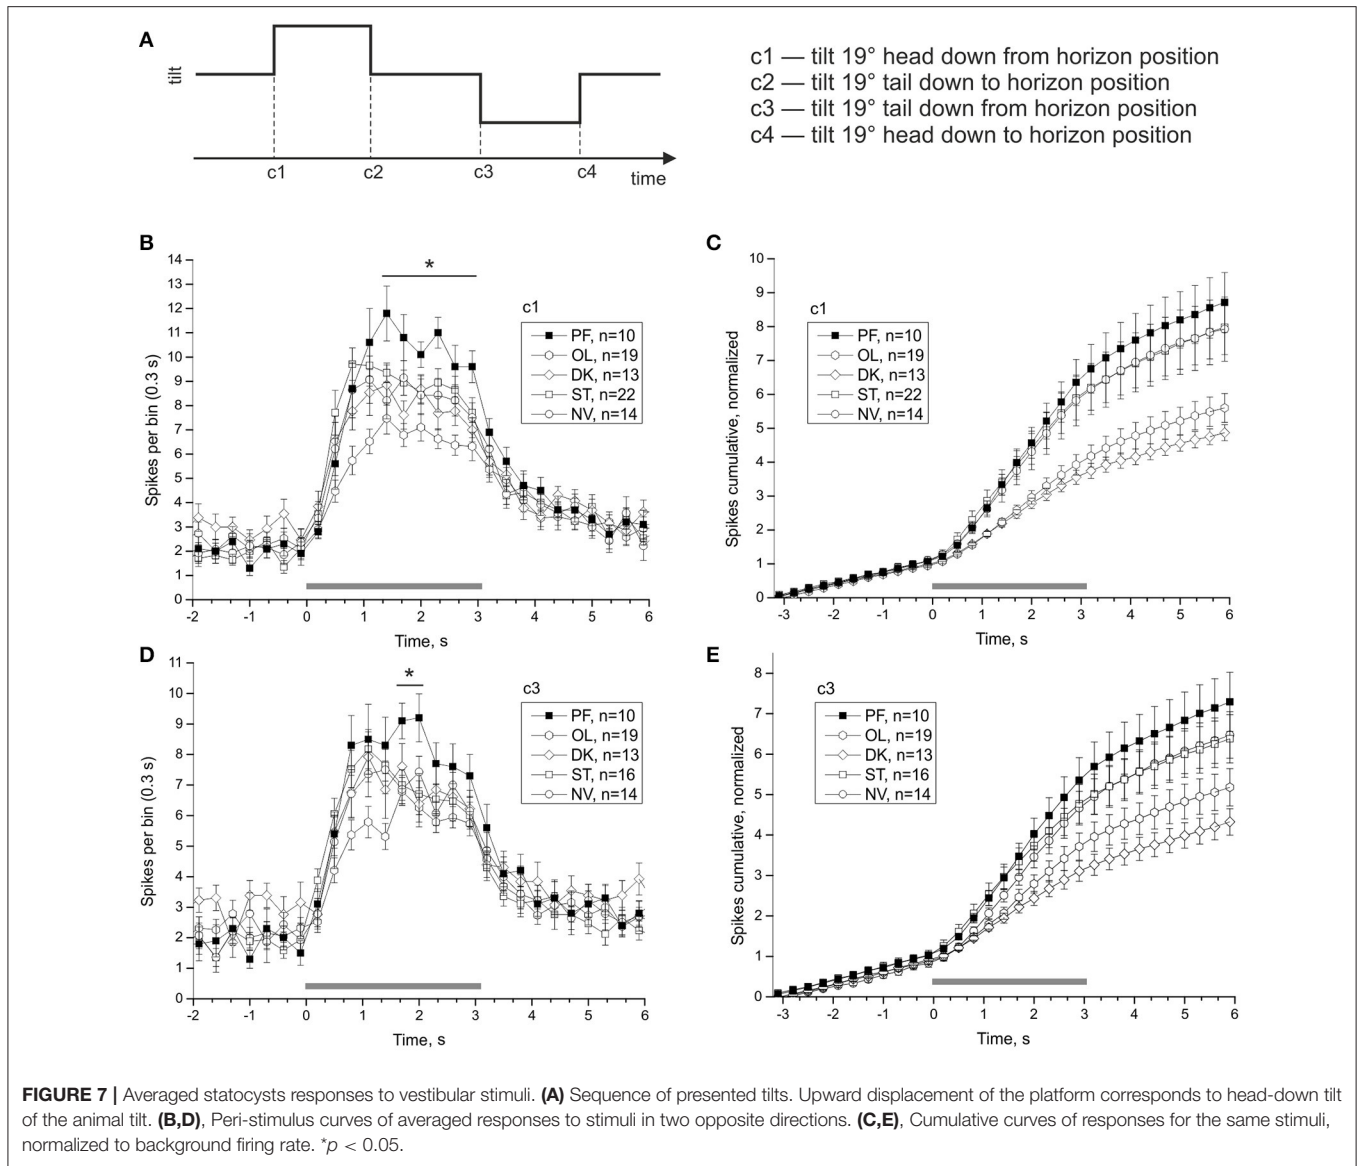 A
tilt
c1
c2
c3
c4
time
c1 — tilt 19° head down from horizon position
c2 — tilt 19° tail down to horizon position
c3 — tilt 19° tail down from horizon position
c4 — tilt 19° head down to horizon position
B
14
13
12
11
10
9
8
7
6
5
4
3
2
1
0
Spikes per bin (0.3 s)
*
c1
PF, n=10
OL, n=19
DK, n=13
ST, n=22
NV, n=14
-2
-1
0
1
2
3
4
5
6
Time, s
C
10
9
8
7
6
5
4
3
2
1
0
Spikes cumulative, normalized
c1
PF, n=10
OL, n=19
DK, n=13
ST, n=22
NV, n=14
-3
-2
-1
0
1
2
3
4
5
6
Time, s
D
11
10
9
8
7
6
5
4
3
2
1
0
Spikes per bin (0.3 s)
*
c3
PF, n=10
OL, n=19
DK, n=13
ST, n=16
NV, n=14
-2
-1
0
1
2
3
4
5
6
Time, s
E
8
7
6
5
4
3
2
1
0
Spikes cumulative, normalized
c3
PF, n=10
OL, n=19
DK, n=13
ST, n=16
NV, n=14
-3
-2
-1
0
1
2
3
4
5
6
Time, s
FIGURE 7 | Averaged statocysts responses to vestibular stimuli. (A) Sequence of presented tilts. Upward displacement of the platform corresponds to head-down tilt
of the animal tilt. (B,D), Peri-stimulus curves of averaged responses to stimuli in two opposite directions. (C,E), Cumulative curves of responses for the same stimuli,
normalized to background firing rate. *p < 0.05.